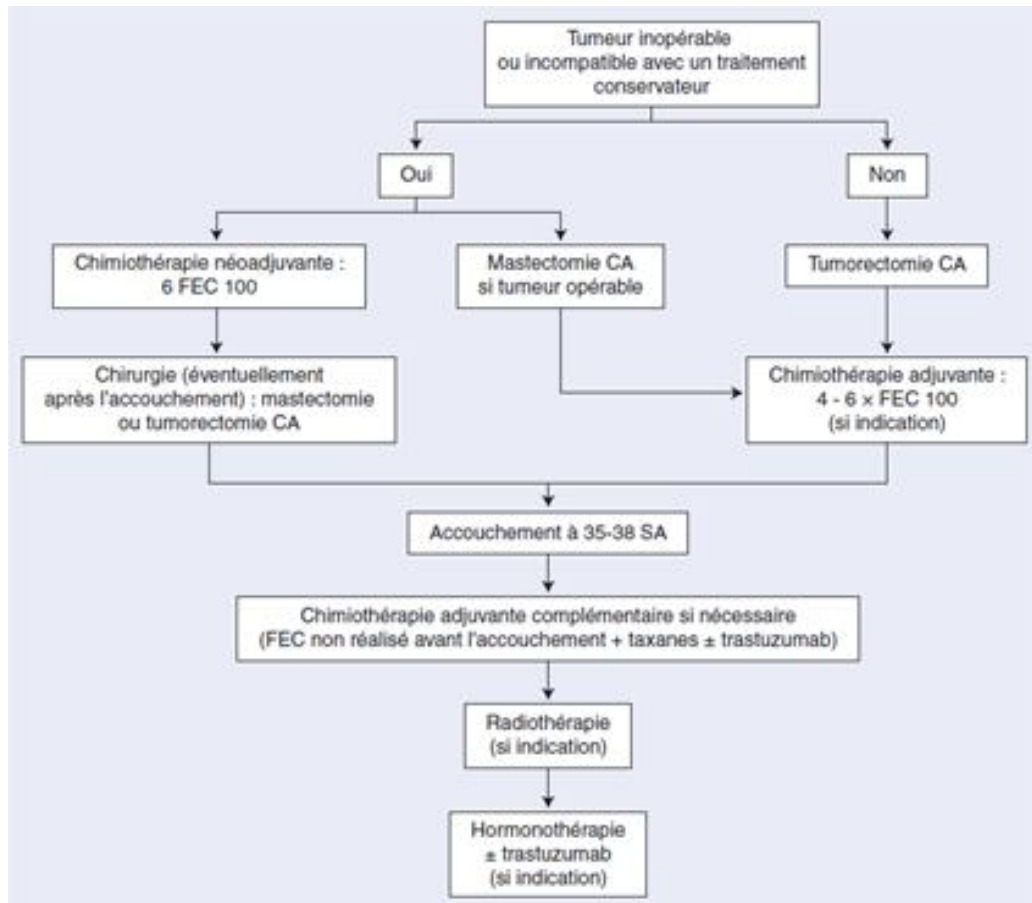 Tumeur inopérable
ou incompatible avec un traitement
conservateur
Oui
Non
Chimiothérapie néoadjuvante :
6 FEC 100
Mastectomie CA
si tumeur opérable
Tumorectomie CA
Chirurgie (éventuellement
après l'accouchement) : mastectomie
ou tumorectomie CA
Chimiothérapie adjuvante :
4 - 6 × FEC 100
(si indication)
Accouchement à 35-38 SA
Chimiothérapie adjuvante complémentaire si nécessaire
(FEC non réalisé avant l'accouchement + taxanes ± trastuzumab)
Radiothérapie
(si indication)
Hormonothérapie
± trastuzumab
(si indication)